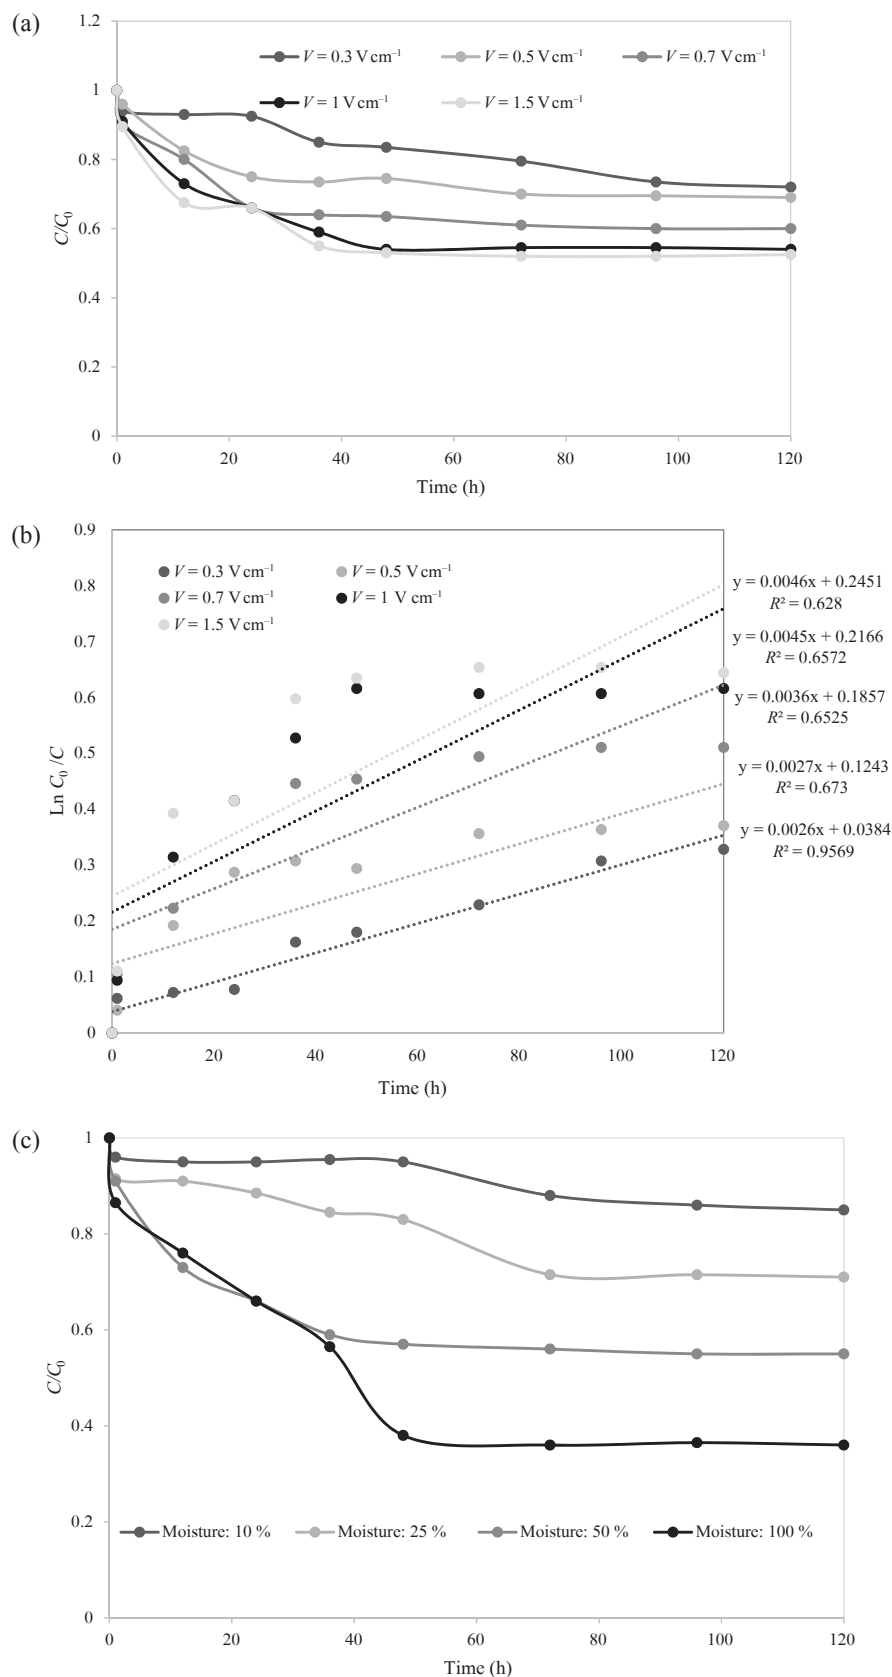 (a)
1.2
1
0.8
0.6
0.4
0.2
0
C/C₀
V = 0.3 V cm⁻¹ V = 0.5 V cm⁻¹ V = 0.7 V cm⁻¹
V = 1 V cm⁻¹ V = 1.5 V cm⁻¹
0 20 40 60 80 100 120
Time (h)
(b)
0.9
0.8
0.7
0.6
0.5
0.4
0.3
0.2
0.1
0
Ln C₀ /C
V = 0.3 V cm⁻¹ V = 0.5 V cm⁻¹
V = 0.7 V cm⁻¹ V = 1 V cm⁻¹
V = 1.5 V cm⁻¹
y = 0.0046x + 0.2451
R² = 0.628
y = 0.0045x + 0.2166
R² = 0.6572
y = 0.0036x + 0.1857
R² = 0.6525
y = 0.0027x + 0.1243
R² = 0.673
y = 0.0026x + 0.0384
R² = 0.9569
0 20 40 60 80 100 120
Time (h)
(c)
1
0.8
0.6
0.4
0.2
0
C/C₀
Moisture: 10 % Moisture: 25 % Moisture: 50 % Moisture: 100 %
0 20 40 60 80 100 120
Time (h)